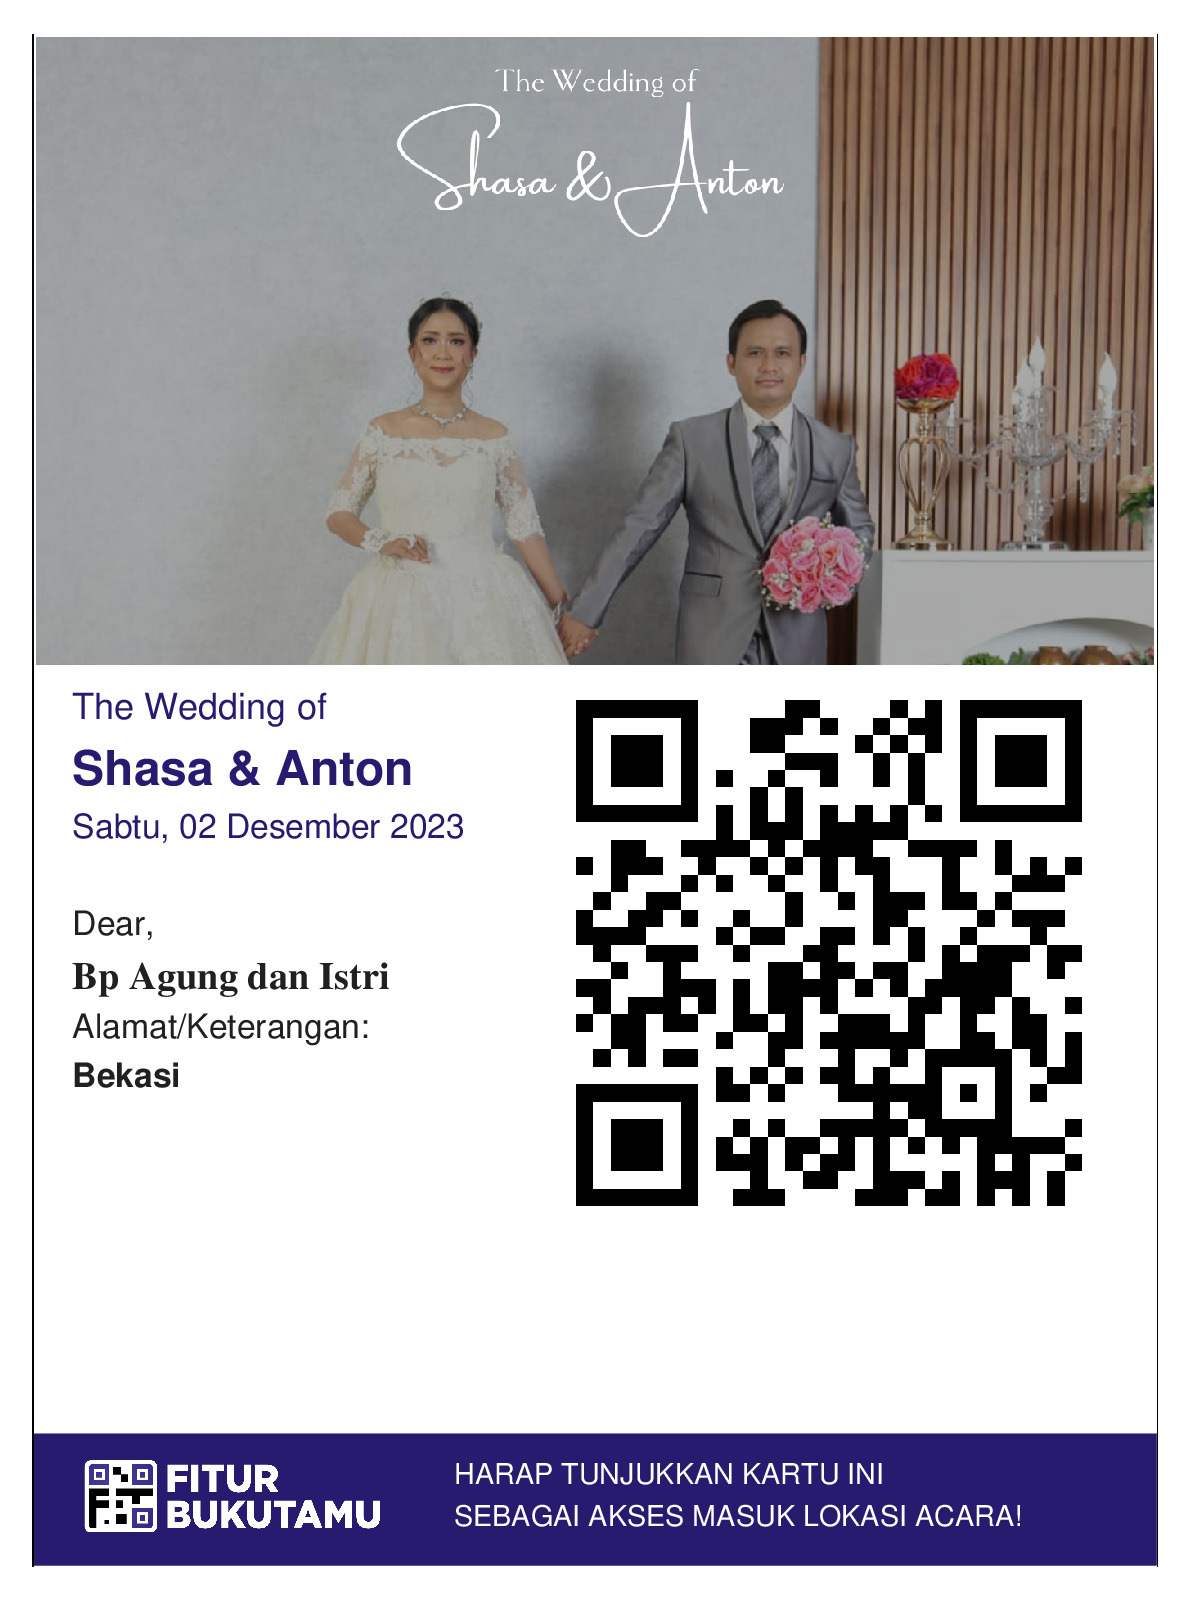 The Wedding of
Shasa & Anton
The Wedding of
Shasa & Anton
Sabtu, 02 Desember 2023
Dear,
Bp Agung dan Istri
Alamat/Keterangan:
Bekasi
FITUR
BUKUTAMU
HARAP TUNJUKKAN KARTU INI
SEBAGAI AKSES MASUK LOKASI ACARA!